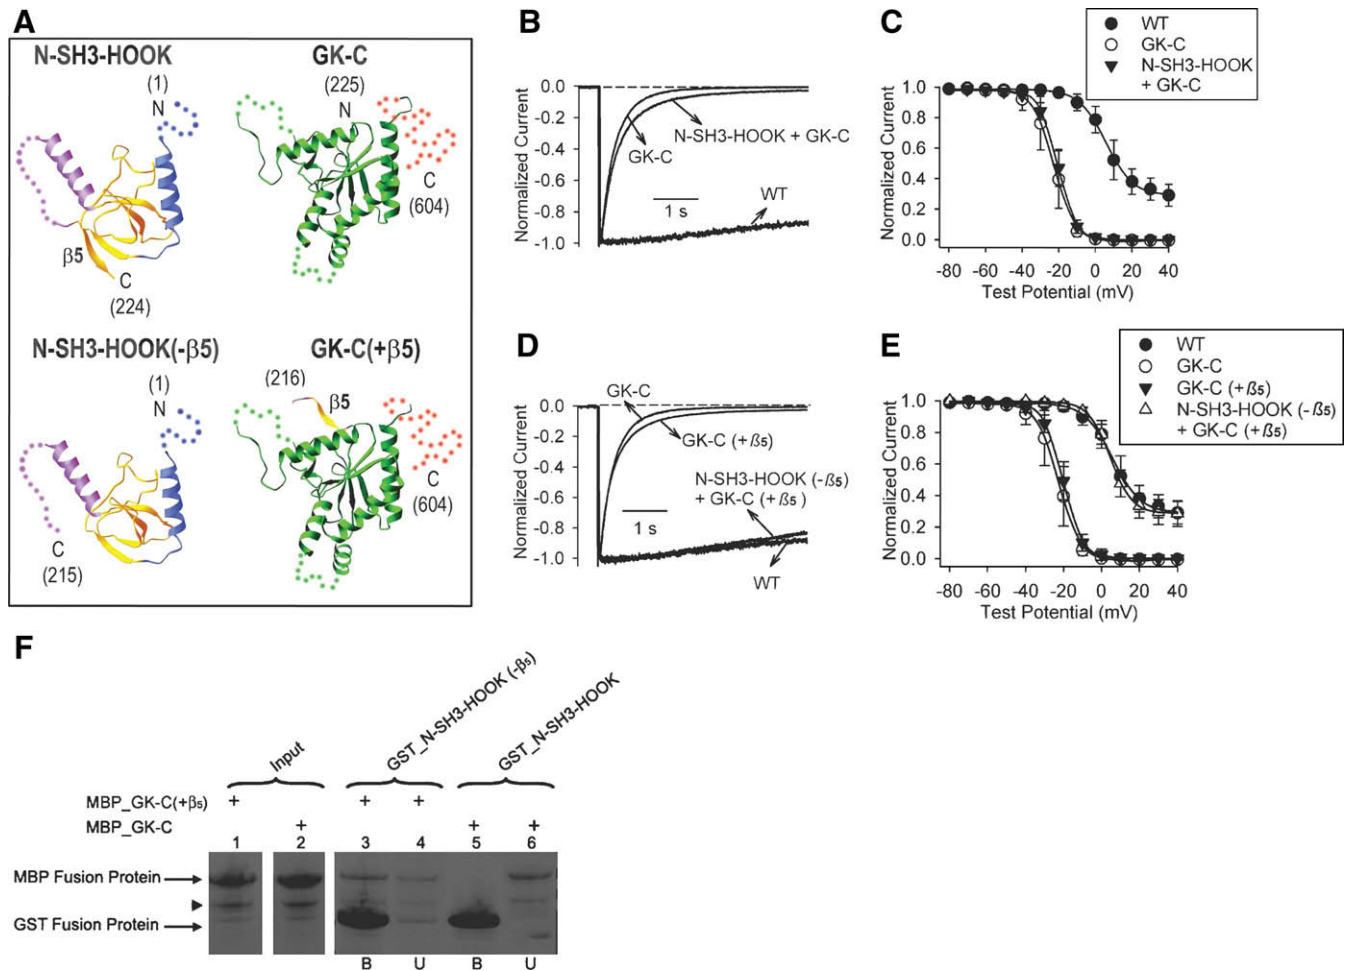 A
N-SH3-HOOK
(1)
N
β5
C
(224)
GK-C
(225)
N
C
(604)
N-SH3-HOOK(-β5)
(1)
N
C
(215)
GK-C(+β5)
(216)
β5
C
(604)
B
Normalized Current
0.0
-0.2
-0.4
-0.6
-0.8
-1.0
GK-C
N-SH3-HOOK + GK-C
1 s
WT
C
WT
GK-C
N-SH3-HOOK
+ GK-C
Normalized Current
1.0
0.8
0.6
0.4
0.2
0.0
-80 -60 -40 -20 0 20 40
Test Potential (mV)
D
Normalized Current
0.0
-0.2
-0.4
-0.6
-0.8
-1.0
GK-C
GK-C (+ß5)
N-SH3-HOOK (-ß5)
+ GK-C (+ß5)
1 s
WT
E
WT
GK-C
GK-C (+ß5)
N-SH3-HOOK (-ß5)
+ GK-C (+ß5)
Normalized Current
1.0
0.8
0.6
0.4
0.2
0.0
-80 -60 -40 -20 0 20 40
Test Potential (mV)
F
Input
GST_N-SH3-HOOK (-β5)
GST_N-SH3-HOOK
MBP_GK-C(+β5) + + +
MBP_GK-C + + +
1 2 3 4 5 6
MBP Fusion Protein
GST Fusion Protein
B U B U